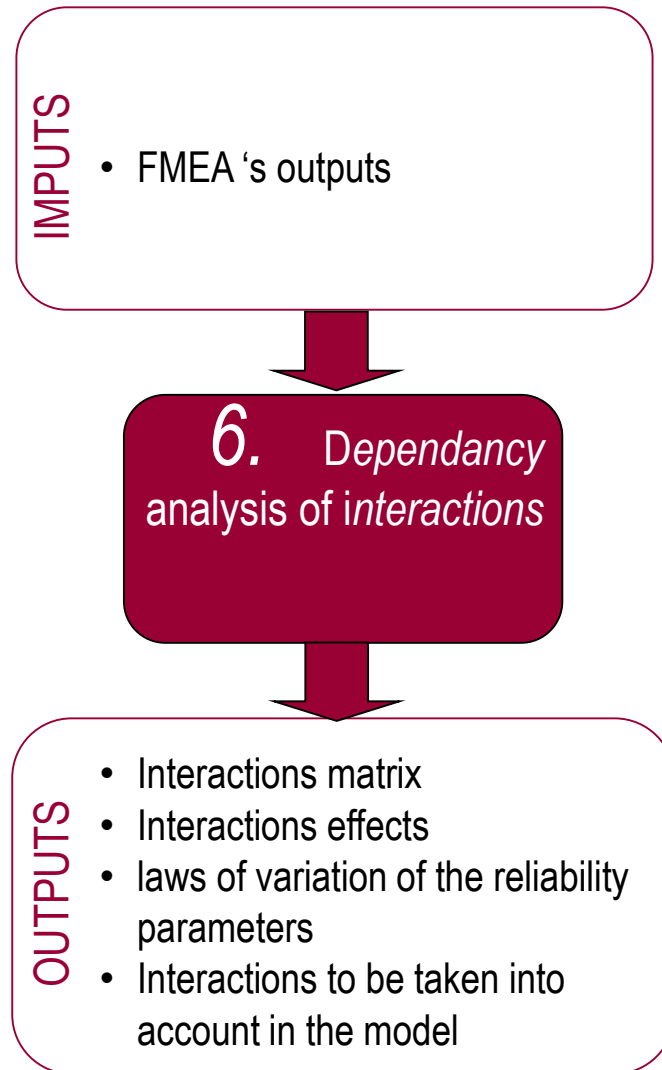 IMPUTS
• FMEA ‘s outputs
6. Dependancy
analysis of interactions
OUTPUTS
• Interactions matrix
• Interactions effects
• laws of variation of the reliability
parameters
• Interactions to be taken into
account in the model